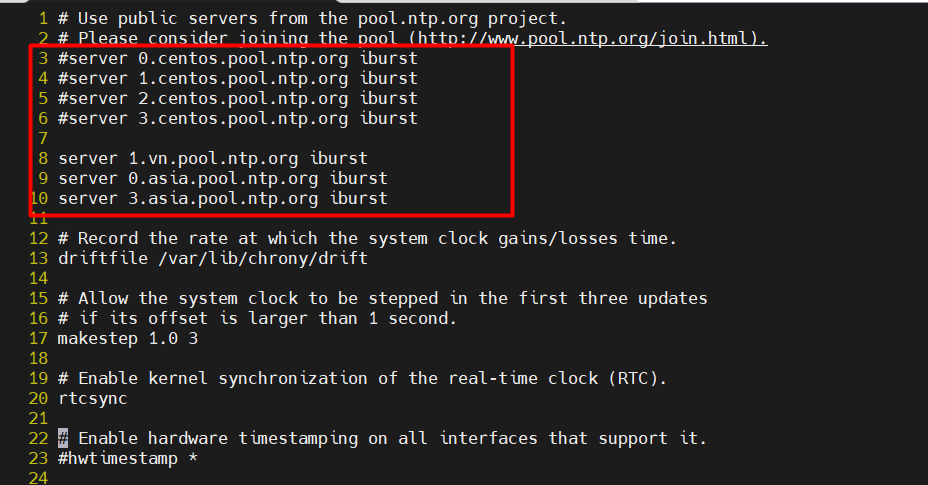 1 # Use public servers from the pool.ntp.org project.
2 # Please consider joining the pool (http://www.pool.ntp.org/join.html).
3 #server 0.centos.pool.ntp.org iburst
4 #server 1.centos.pool.ntp.org iburst
5 #server 2.centos.pool.ntp.org iburst
6 #server 3.centos.pool.ntp.org iburst
7
8 server 1.vn.pool.ntp.org iburst
9 server 0.asia.pool.ntp.org iburst
10 server 3.asia.pool.ntp.org iburst
11
12 # Record the rate at which the system clock gains/losses time.
13 driftfile /var/lib/chrony/drift
14
15 # Allow the system clock to be stepped in the first three updates
16 # if its offset is larger than 1 second.
17 makestep 1.0 3
18
19 # Enable kernel synchronization of the real-time clock (RTC).
20 rtcsync
21
22 # Enable hardware timestamping on all interfaces that support it.
23 #hwtimestamp *
24